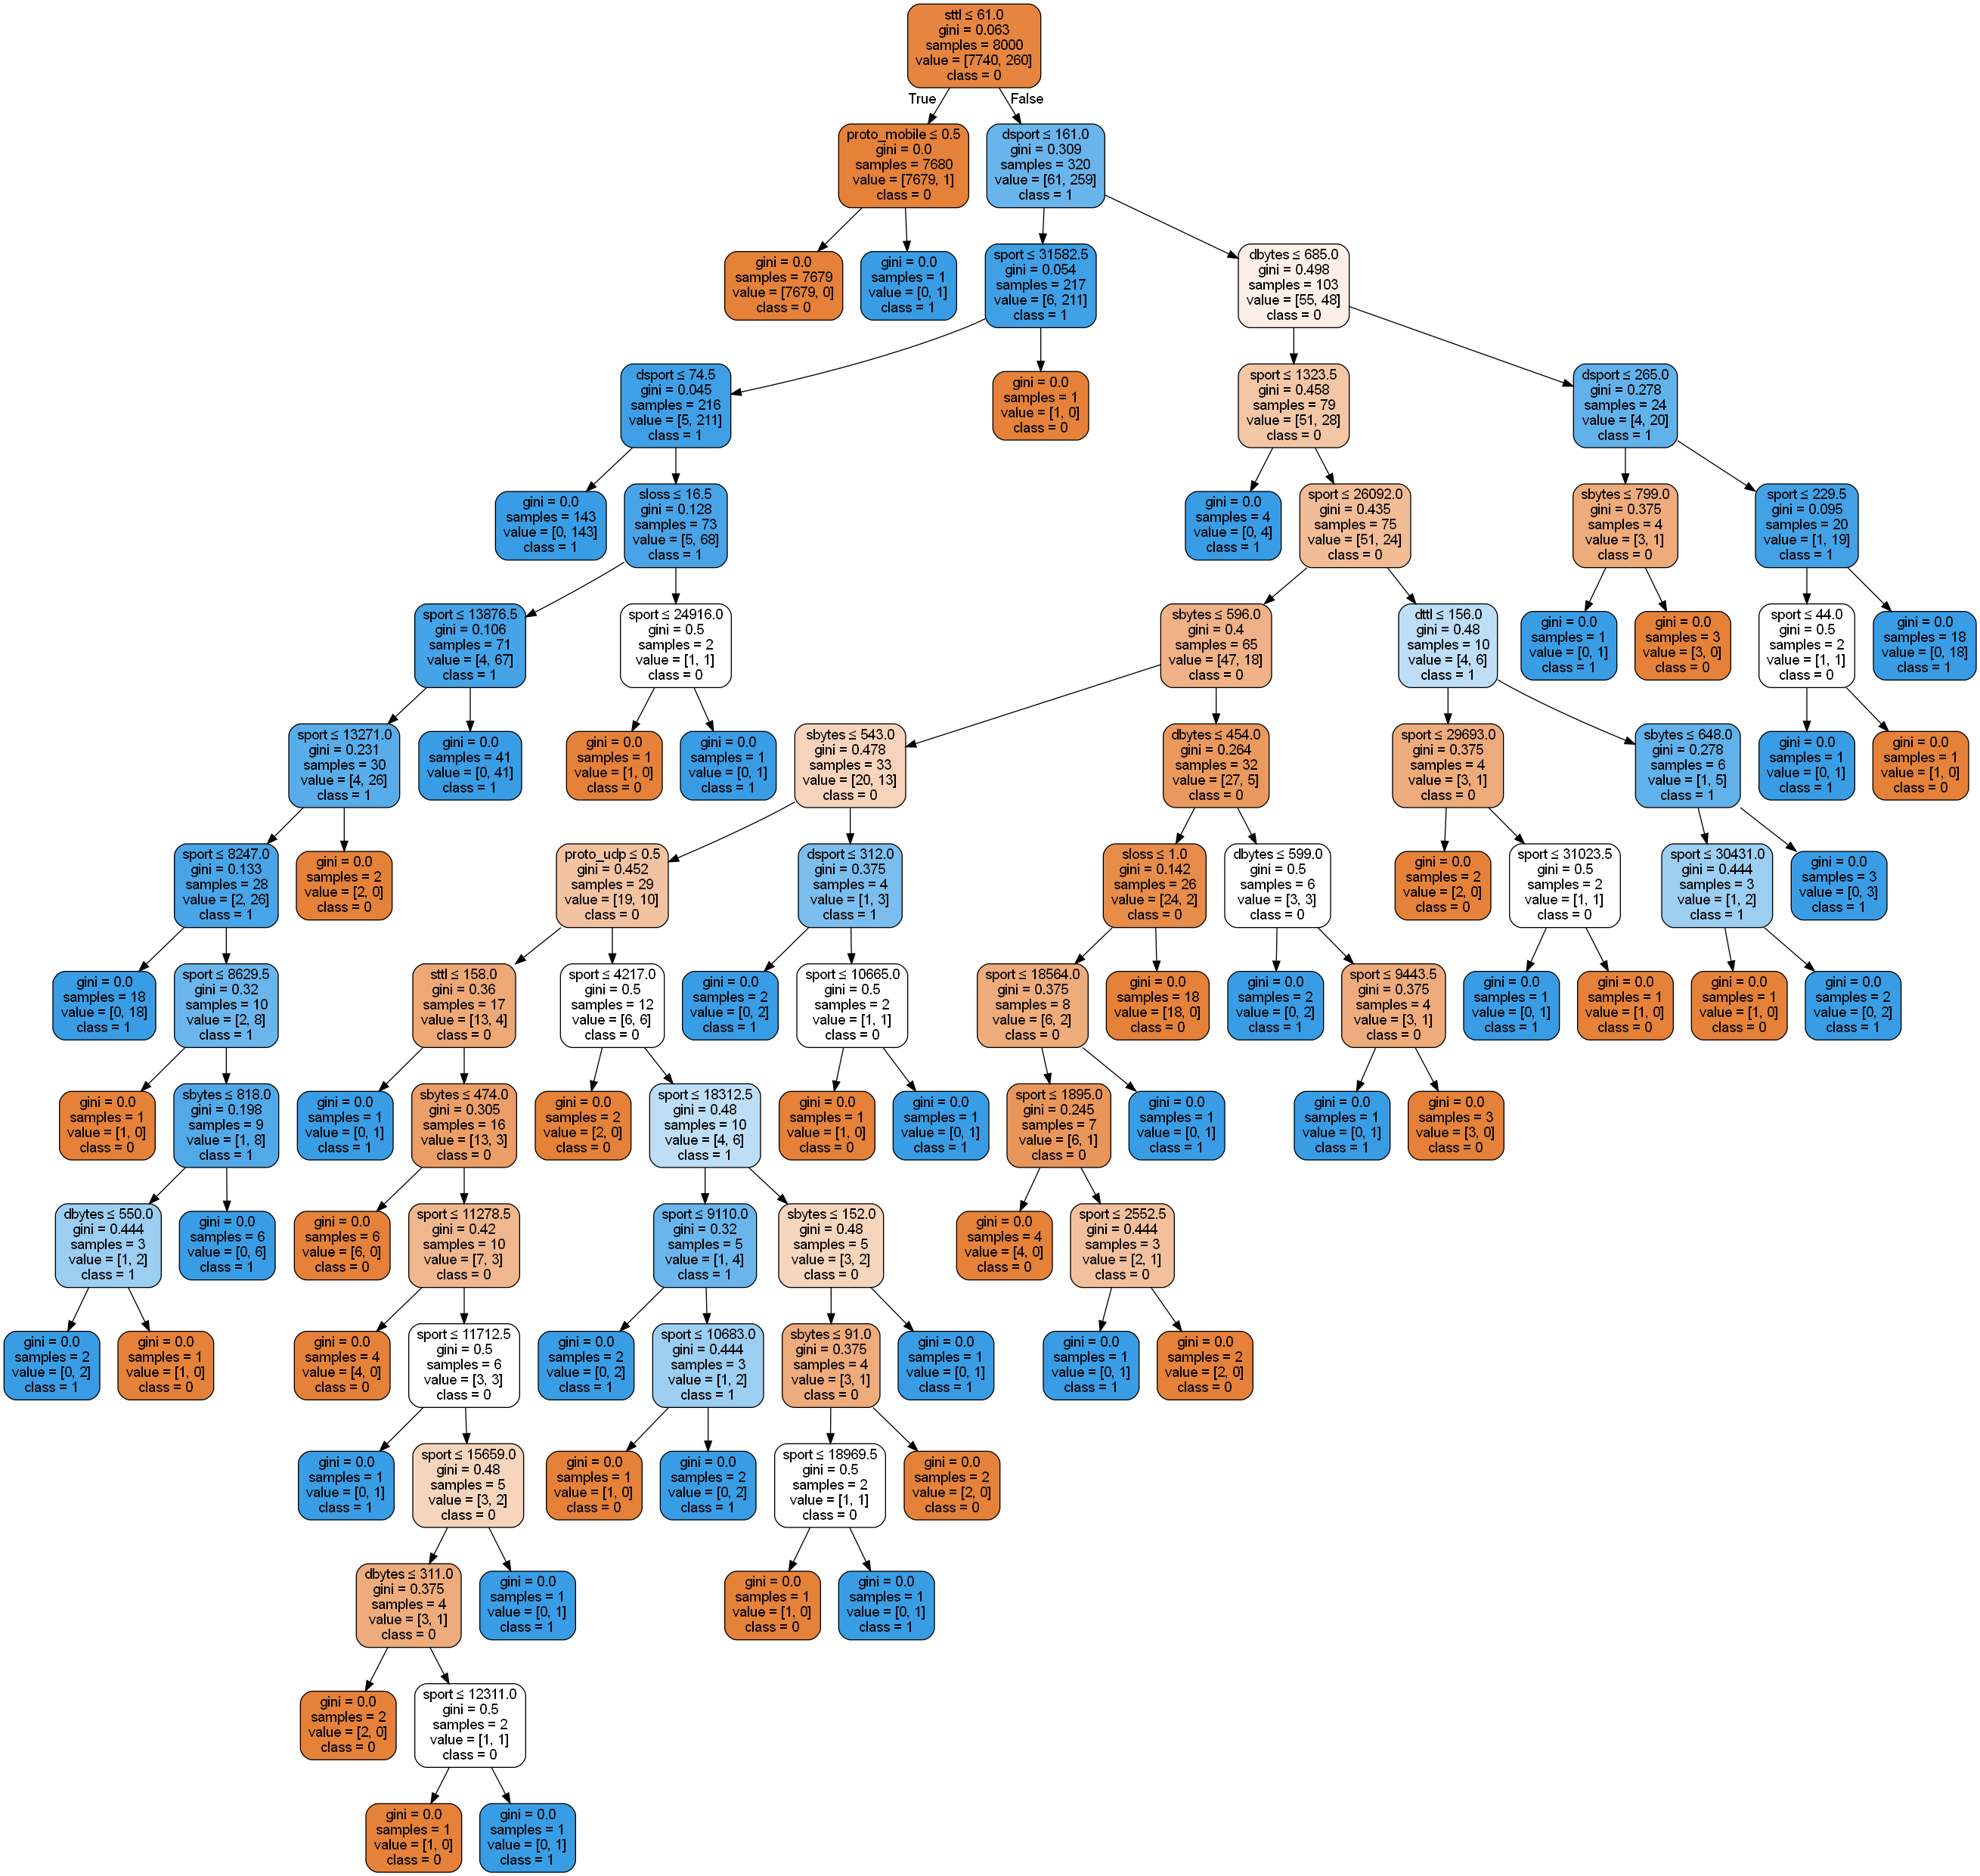 sttl ≤ 61.0
gini = 0.063
samples = 8000
value = [7740, 260]
class = 0
True
False
proto_mobile ≤ 0.5
gini = 0.0
samples = 7680
value = [7679, 1]
class = 0
dsport ≤ 161.0
gini = 0.309
samples = 320
value = [61, 259]
class = 1
gini = 0.0
samples = 7679
value = [7679, 0]
class = 0
gini = 0.0
samples = 1
value = [0, 1]
class = 1
sport ≤ 31582.5
gini = 0.054
samples = 217
value = [6, 211]
class = 1
dbytes ≤ 685.0
gini = 0.498
samples = 103
value = [55, 48]
class = 0
dsport ≤ 74.5
gini = 0.045
samples = 216
value = [5, 211]
class = 1
gini = 0.0
samples = 1
value = [1, 0]
class = 0
sport ≤ 1323.5
gini = 0.458
samples = 79
value = [51, 28]
class = 0
dsport ≤ 265.0
gini = 0.278
samples = 24
value = [4, 20]
class = 1
gini = 0.0
samples = 143
value = [0, 143]
class = 1
sloss ≤ 16.5
gini = 0.128
samples = 73
value = [5, 68]
class = 1
gini = 0.0
samples = 4
value = [0, 4]
class = 1
sport ≤ 26092.0
gini = 0.435
samples = 75
value = [51, 24]
class = 0
sbytes ≤ 799.0
gini = 0.375
samples = 4
value = [3, 1]
class = 0
sport ≤ 229.5
gini = 0.095
samples = 20
value = [1, 19]
class = 1
sport ≤ 13876.5
gini = 0.106
samples = 71
value = [4, 67]
class = 1
sport ≤ 24916.0
gini = 0.5
samples = 2
value = [1, 1]
class = 0
sbytes ≤ 596.0
gini = 0.4
samples = 65
value = [47, 18]
class = 0
dttl ≤ 156.0
gini = 0.48
samples = 10
value = [4, 6]
class = 1
gini = 0.0
samples = 1
value = [0, 1]
class = 1
gini = 0.0
samples = 3
value = [3, 0]
class = 0
sport ≤ 44.0
gini = 0.5
samples = 2
value = [1, 1]
class = 0
gini = 0.0
samples = 18
value = [0, 18]
class = 1
sport ≤ 13271.0
gini = 0.231
samples = 30
value = [4, 26]
class = 1
gini = 0.0
samples = 41
value = [0, 41]
class = 1
gini = 0.0
samples = 1
value = [1, 0]
class = 0
gini = 0.0
samples = 1
value = [0, 1]
class = 1
sbytes ≤ 543.0
gini = 0.478
samples = 33
value = [20, 13]
class = 0
dbytes ≤ 454.0
gini = 0.264
samples = 32
value = [27, 5]
class = 0
sport ≤ 29693.0
gini = 0.375
samples = 4
value = [3, 1]
class = 0
sbytes ≤ 648.0
gini = 0.278
samples = 6
value = [1, 5]
class = 1
gini = 0.0
samples = 1
value = [0, 1]
class = 1
gini = 0.0
samples = 1
value = [1, 0]
class = 0
sport ≤ 8247.0
gini = 0.133
samples = 28
value = [2, 26]
class = 1
gini = 0.0
samples = 2
value = [2, 0]
class = 0
proto_udp ≤ 0.5
gini = 0.452
samples = 29
value = [19, 10]
class = 0
dsport ≤ 312.0
gini = 0.375
samples = 4
value = [1, 3]
class = 1
sloss ≤ 1.0
gini = 0.142
samples = 26
value = [24, 2]
class = 0
dbytes ≤ 599.0
gini = 0.5
samples = 6
value = [3, 3]
class = 0
gini = 0.0
samples = 2
value = [2, 0]
class = 0
sport ≤ 31023.5
gini = 0.5
samples = 2
value = [1, 1]
class = 0
sport ≤ 30431.0
gini = 0.444
samples = 3
value = [1, 2]
class = 1
gini = 0.0
samples = 3
value = [0, 3]
class = 1
gini = 0.0
samples = 18
value = [0, 18]
class = 1
sport ≤ 8629.5
gini = 0.32
samples = 10
value = [2, 8]
class = 1
sttl ≤ 158.0
gini = 0.36
samples = 17
value = [13, 4]
class = 0
sport ≤ 4217.0
gini = 0.5
samples = 12
value = [6, 6]
class = 0
gini = 0.0
samples = 2
value = [0, 2]
class = 1
sport ≤ 10665.0
gini = 0.5
samples = 2
value = [1, 1]
class = 0
sport ≤ 18564.0
gini = 0.375
samples = 8
value = [6, 2]
class = 0
gini = 0.0
samples = 18
value = [18, 0]
class = 0
gini = 0.0
samples = 2
value = [0, 2]
class = 1
sport ≤ 9443.5
gini = 0.375
samples = 4
value = [3, 1]
class = 0
gini = 0.0
samples = 1
value = [0, 1]
class = 1
gini = 0.0
samples = 1
value = [1, 0]
class = 0
gini = 0.0
samples = 1
value = [1, 0]
class = 0
gini = 0.0
samples = 2
value = [0, 2]
class = 1
gini = 0.0
samples = 1
value = [1, 0]
class = 0
sbytes ≤ 818.0
gini = 0.198
samples = 9
value = [1, 8]
class = 1
gini = 0.0
samples = 1
value = [0, 1]
class = 1
sbytes ≤ 474.0
gini = 0.305
samples = 16
value = [13, 3]
class = 0
gini = 0.0
samples = 2
value = [2, 0]
class = 0
sport ≤ 18312.5
gini = 0.48
samples = 10
value = [4, 6]
class = 1
gini = 0.0
samples = 1
value = [1, 0]
class = 0
gini = 0.0
samples = 1
value = [0, 1]
class = 1
sport ≤ 1895.0
gini = 0.245
samples = 7
value = [6, 1]
class = 0
gini = 0.0
samples = 1
value = [0, 1]
class = 1
gini = 0.0
samples = 1
value = [0, 1]
class = 1
gini = 0.0
samples = 3
value = [3, 0]
class = 0
dbytes ≤ 550.0
gini = 0.444
samples = 3
value = [1, 2]
class = 1
gini = 0.0
samples = 6
value = [0, 6]
class = 1
gini = 0.0
samples = 6
value = [6, 0]
class = 0
sport ≤ 11278.5
gini = 0.42
samples = 10
value = [7, 3]
class = 0
sport ≤ 9110.0
gini = 0.32
samples = 5
value = [1, 4]
class = 1
sbytes ≤ 152.0
gini = 0.48
samples = 5
value = [3, 2]
class = 0
gini = 0.0
samples = 4
value = [4, 0]
class = 0
sport ≤ 2552.5
gini = 0.444
samples = 3
value = [2, 1]
class = 0
gini = 0.0
samples = 2
value = [0, 2]
class = 1
gini = 0.0
samples = 1
value = [1, 0]
class = 0
gini = 0.0
samples = 4
value = [4, 0]
class = 0
sport ≤ 11712.5
gini = 0.5
samples = 6
value = [3, 3]
class = 0
gini = 0.0
samples = 2
value = [0, 2]
class = 1
sport ≤ 10683.0
gini = 0.444
samples = 3
value = [1, 2]
class = 1
sbytes ≤ 91.0
gini = 0.375
samples = 4
value = [3, 1]
class = 0
gini = 0.0
samples = 1
value = [0, 1]
class = 1
gini = 0.0
samples = 1
value = [0, 1]
class = 1
gini = 0.0
samples = 2
value = [2, 0]
class = 0
gini = 0.0
samples = 1
value = [0, 1]
class = 1
sport ≤ 15659.0
gini = 0.48
samples = 5
value = [3, 2]
class = 0
gini = 0.0
samples = 1
value = [1, 0]
class = 0
gini = 0.0
samples = 2
value = [0, 2]
class = 1
sport ≤ 18969.5
gini = 0.5
samples = 2
value = [1, 1]
class = 0
gini = 0.0
samples = 2
value = [2, 0]
class = 0
dbytes ≤ 311.0
gini = 0.375
samples = 4
value = [3, 1]
class = 0
gini = 0.0
samples = 1
value = [0, 1]
class = 1
gini = 0.0
samples = 1
value = [1, 0]
class = 0
gini = 0.0
samples = 1
value = [0, 1]
class = 1
gini = 0.0
samples = 2
value = [2, 0]
class = 0
sport ≤ 12311.0
gini = 0.5
samples = 2
value = [1, 1]
class = 0
gini = 0.0
samples = 1
value = [1, 0]
class = 0
gini = 0.0
samples = 1
value = [0, 1]
class = 1